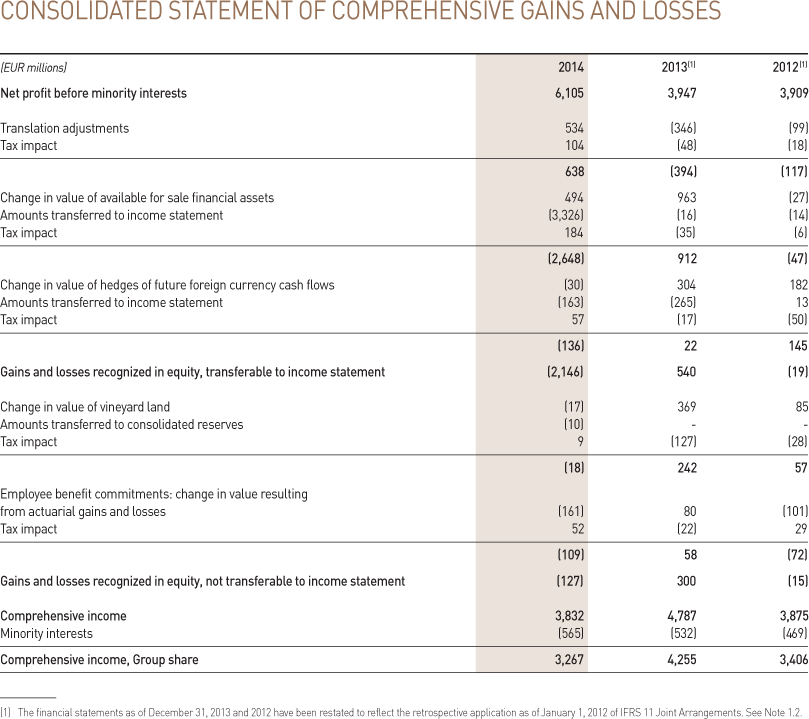 CONSOLIDATED STATEMENT OF COMPREHENSIVE GAINS AND LOSSES
(EUR millions) 2014 2013(1) 2012(1)
Net profit before minority interests 6,105 3,947 3,909
Translation adjustments 534 (346) (99)
Tax impact 104 (48) (18)
638 (394) (117)
Change in value of available for sale financial assets 494 963 (27)
Amounts transferred to income statement (3,326) (16) (14)
Tax impact 184 (35) (6)
(2,648) 912 (47)
Change in value of hedges of future foreign currency cash flows (30) 304 182
Amounts transferred to income statement (163) (265) 13
Tax impact 57 (17) (50)
(136) 22 145
Gains and losses recognized in equity, transferable to income statement (2,146) 540 (19)
Change in value of vineyard land (17) 369 85
Amounts transferred to consolidated reserves (10) - -
Tax impact 9 (127) (28)
(18) 242 57
Employee benefit commitments: change in value resulting
from actuarial gains and losses (161) 80 (101)
Tax impact 52 (22) 29
(109) 58 (72)
Gains and losses recognized in equity, not transferable to income statement (127) 300 (15)
Comprehensive income 3,832 4,787 3,875
Minority interests (565) (532) (469)
Comprehensive income, Group share 3,267 4,255 3,406
(1) The financial statements as of December 31, 2013 and 2012 have been restated to reflect the retrospective application as of January 1, 2012 of IFRS 11 Joint Arrangements. See Note 1.2.